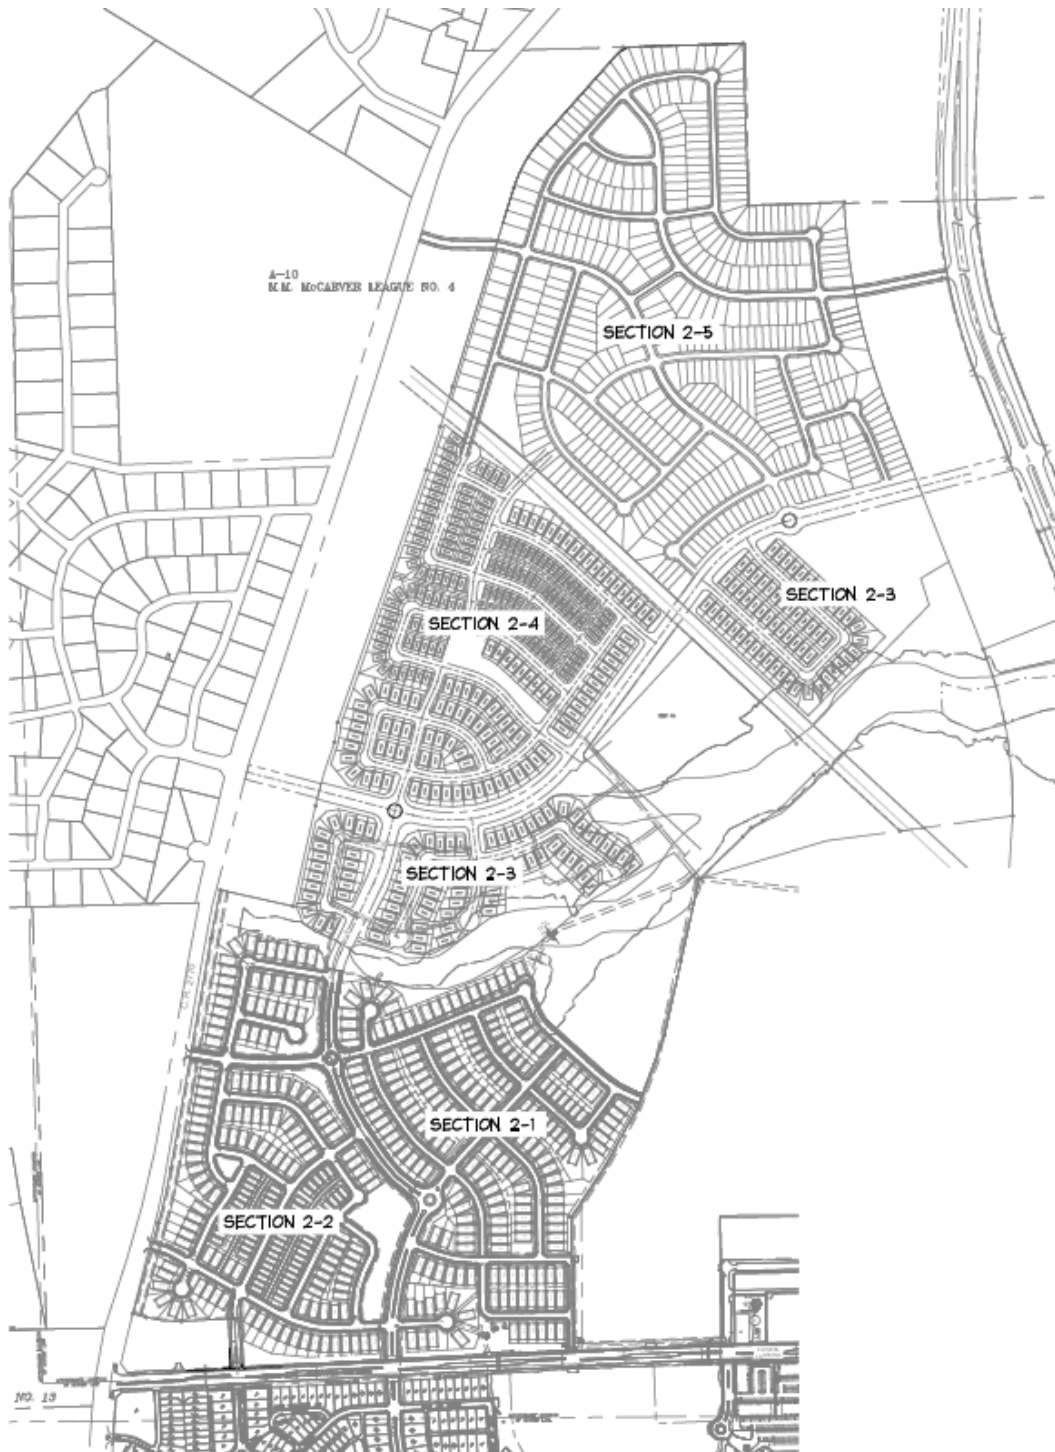 A-10
M.M. McCARVER LEAGUE NO. 4
SECTION 2-5
SECTION 2-3
SECTION 2-4
SECTION 2-3
C.R. 2170
SECTION 2-1
SECTION 2-2
NO. 13